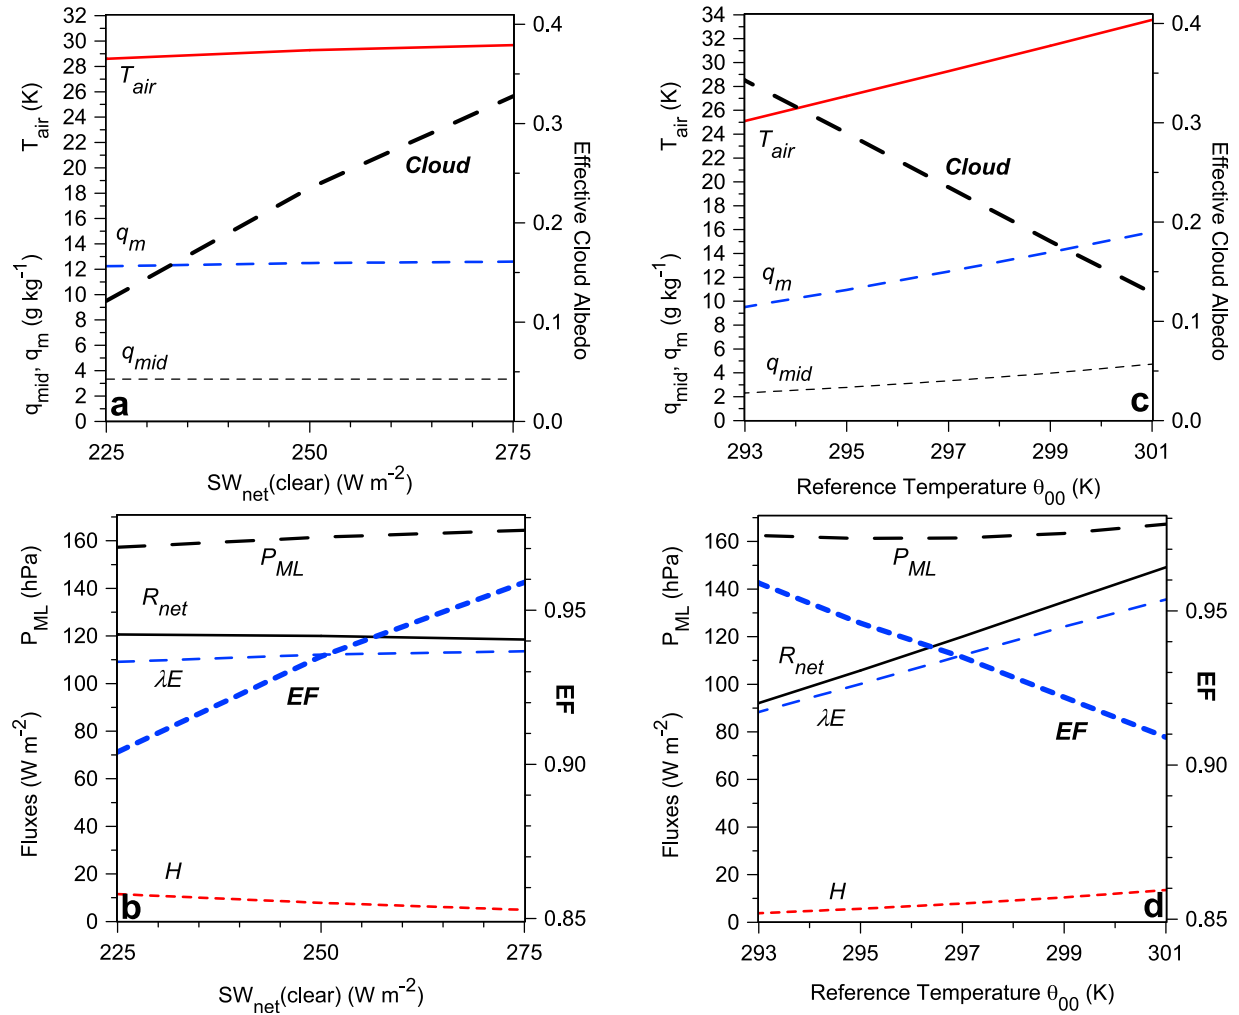 32
30
28
26
24
22
20
18
16
14
12
10
8
6
4
2
0
T_air (K)
q_mid, q_m (g kg^-1)
T_air
Cloud
q_m
q_mid
a
0.4
0.3
0.2
0.1
0.0
Effective Cloud Albedo
225
250
275
SW_net(clear) (W m^-2)
34
32
30
28
26
24
22
20
18
16
14
12
10
8
6
4
2
0
T_air (K)
q_mid, q_m (g kg^-1)
T_air
Cloud
q_m
q_mid
c
0.4
0.3
0.2
0.1
0.0
Effective Cloud Albedo
293
295
297
299
301
Reference Temperature θ_00 (K)
160
140
120
100
80
60
40
20
0
P_ML (hPa)
Fluxes (W m^-2)
P_ML
R_net
λE
EF
H
b
0.95
0.90
0.85
EF
225
250
275
SW_net(clear) (W m^-2)
160
140
120
100
80
60
40
20
0
P_ML (hPa)
Fluxes (W m^-2)
P_ML
R_net
λE
EF
H
d
0.95
0.90
0.85
EF
293
295
297
299
301
Reference Temperature θ_00 (K)